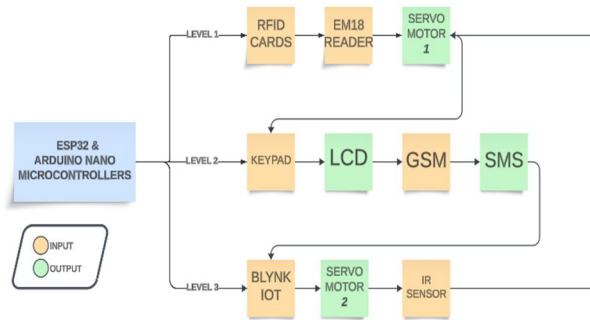 LEVEL 1
RFID
CARDS
EM18
READER
SERVO
MOTOR
1
ESP32 &
ARDUINO NANO
MICROCONTROLLERS
LEVEL 2
KEYPAD
LCD
GSM
SMS
INPUT
OUTPUT
LEVEL 3
BLYNK
IOT
SERVO
MOTOR
2
IR
SENSOR